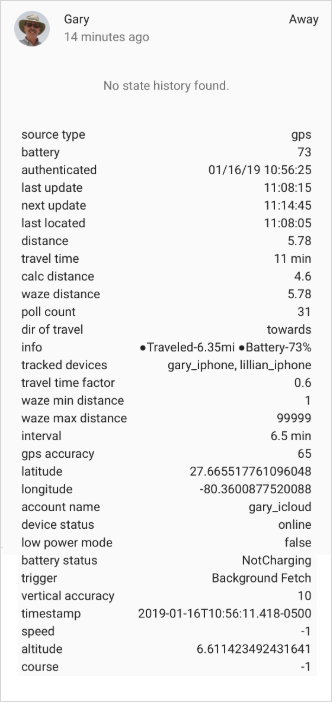 Gary Away
14 minutes ago
No state history found.
source type gps
battery 73
authenticated 01/16/19 10:56:25
last update 11:08:15
next update 11:14:45
last located 11:08:05
distance 5.78
travel time 11 min
calc distance 4.6
waze distance 5.78
poll count 31
dir of travel towards
info ●Traveled-6.35mi ●Battery-73%
tracked devices gary_iphone, lillian_iphone
travel time factor 0.6
waze min distance 1
waze max distance 99999
interval 6.5 min
gps accuracy 65
latitude 27.665517761096048
longitude -80.3600877520088
account name gary_icloud
device status online
low power mode false
battery status NotCharging
trigger Background Fetch
vertical accuracy 10
timestamp 2019-01-16T10:56:11.418-0500
speed -1
altitude 6.611423492431641
course -1